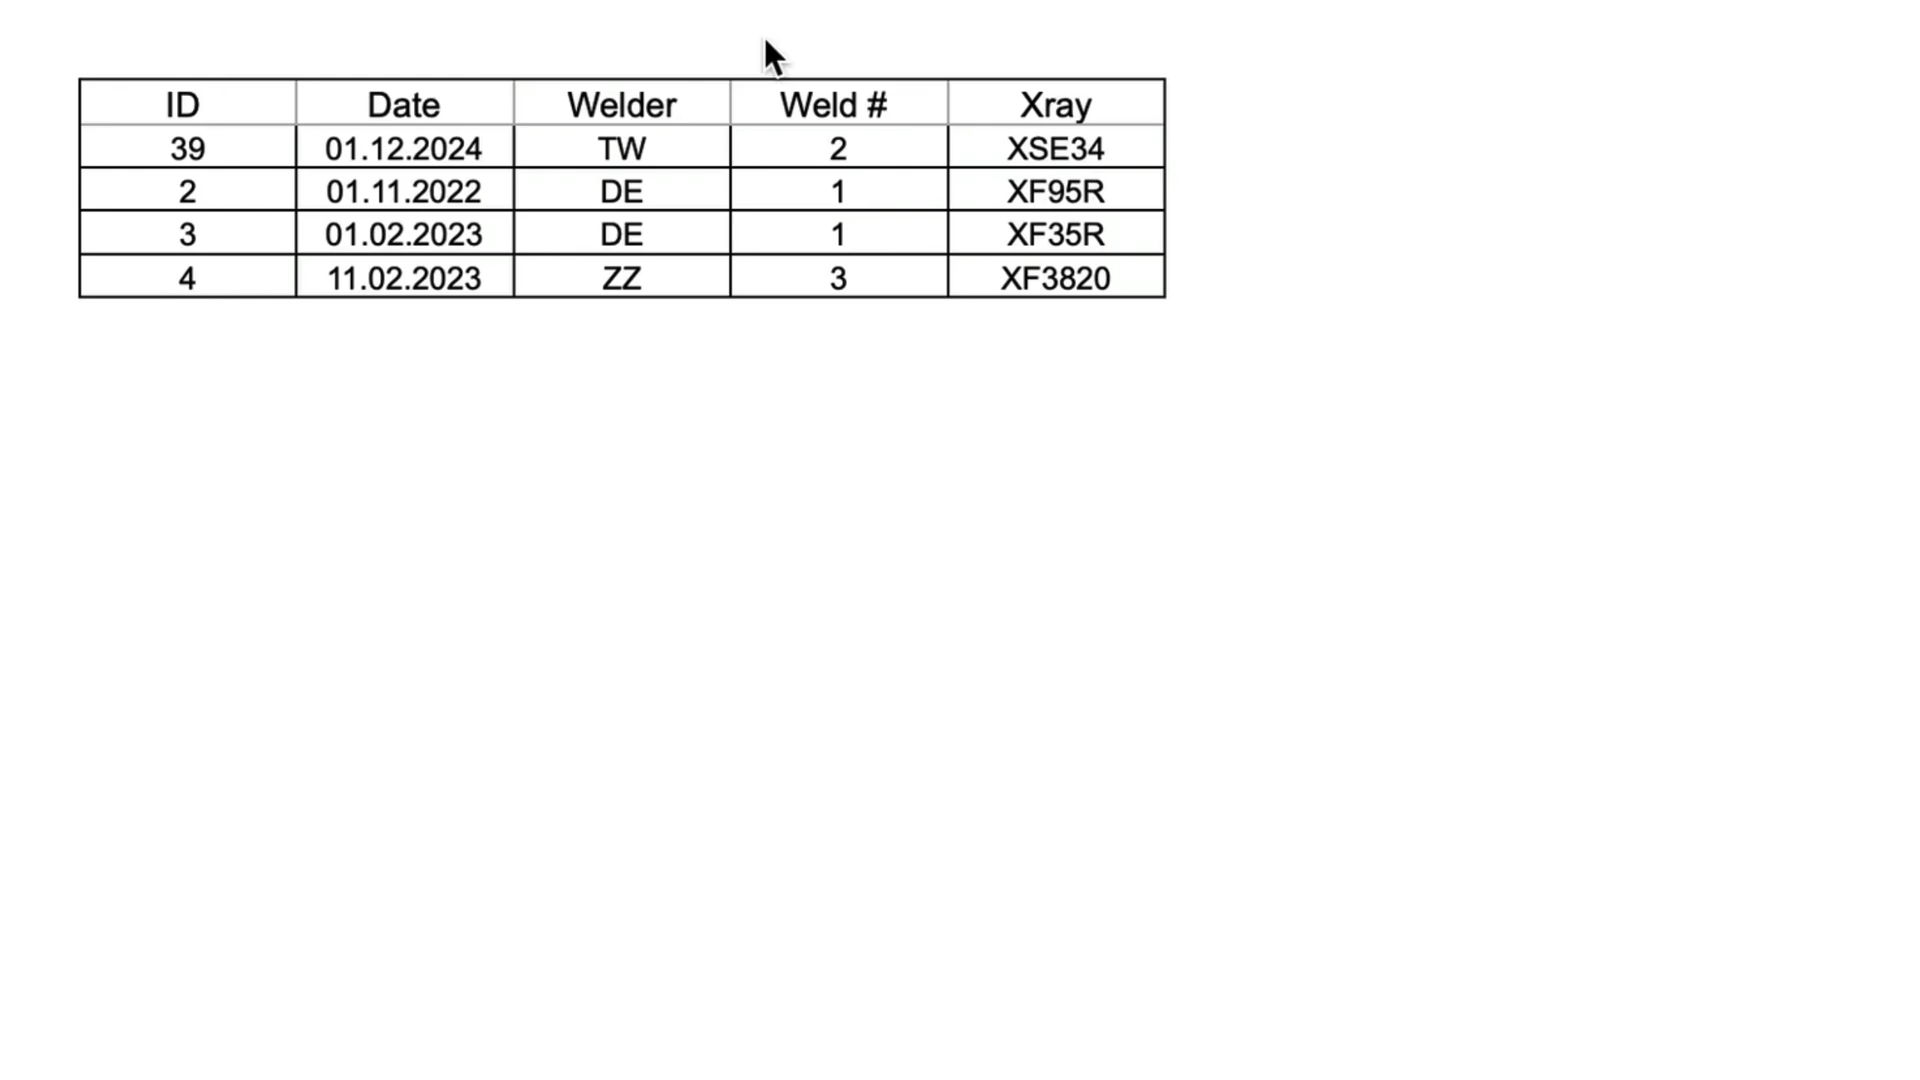 ID Date Welder Weld # Xray
39 01.12.2024 TW 2 XSE34
2 01.11.2022 DE 1 XF95R
3 01.02.2023 DE 1 XF35R
4 11.02.2023 ZZ 3 XF3820